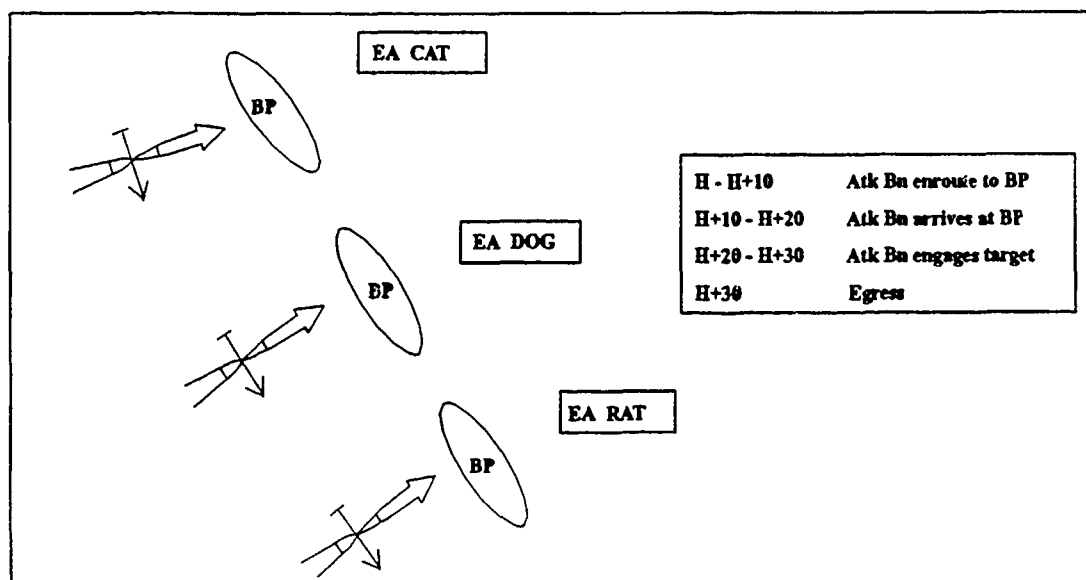 EA CAT
BP
EA DOG
BP
EA RAT
BP
H - H+10 Atk Bn enroute to BP
H+10 - H+20 Atk Bn arrives at BP
H+20 - H+30 Atk Bn engages target
H+30 Egress